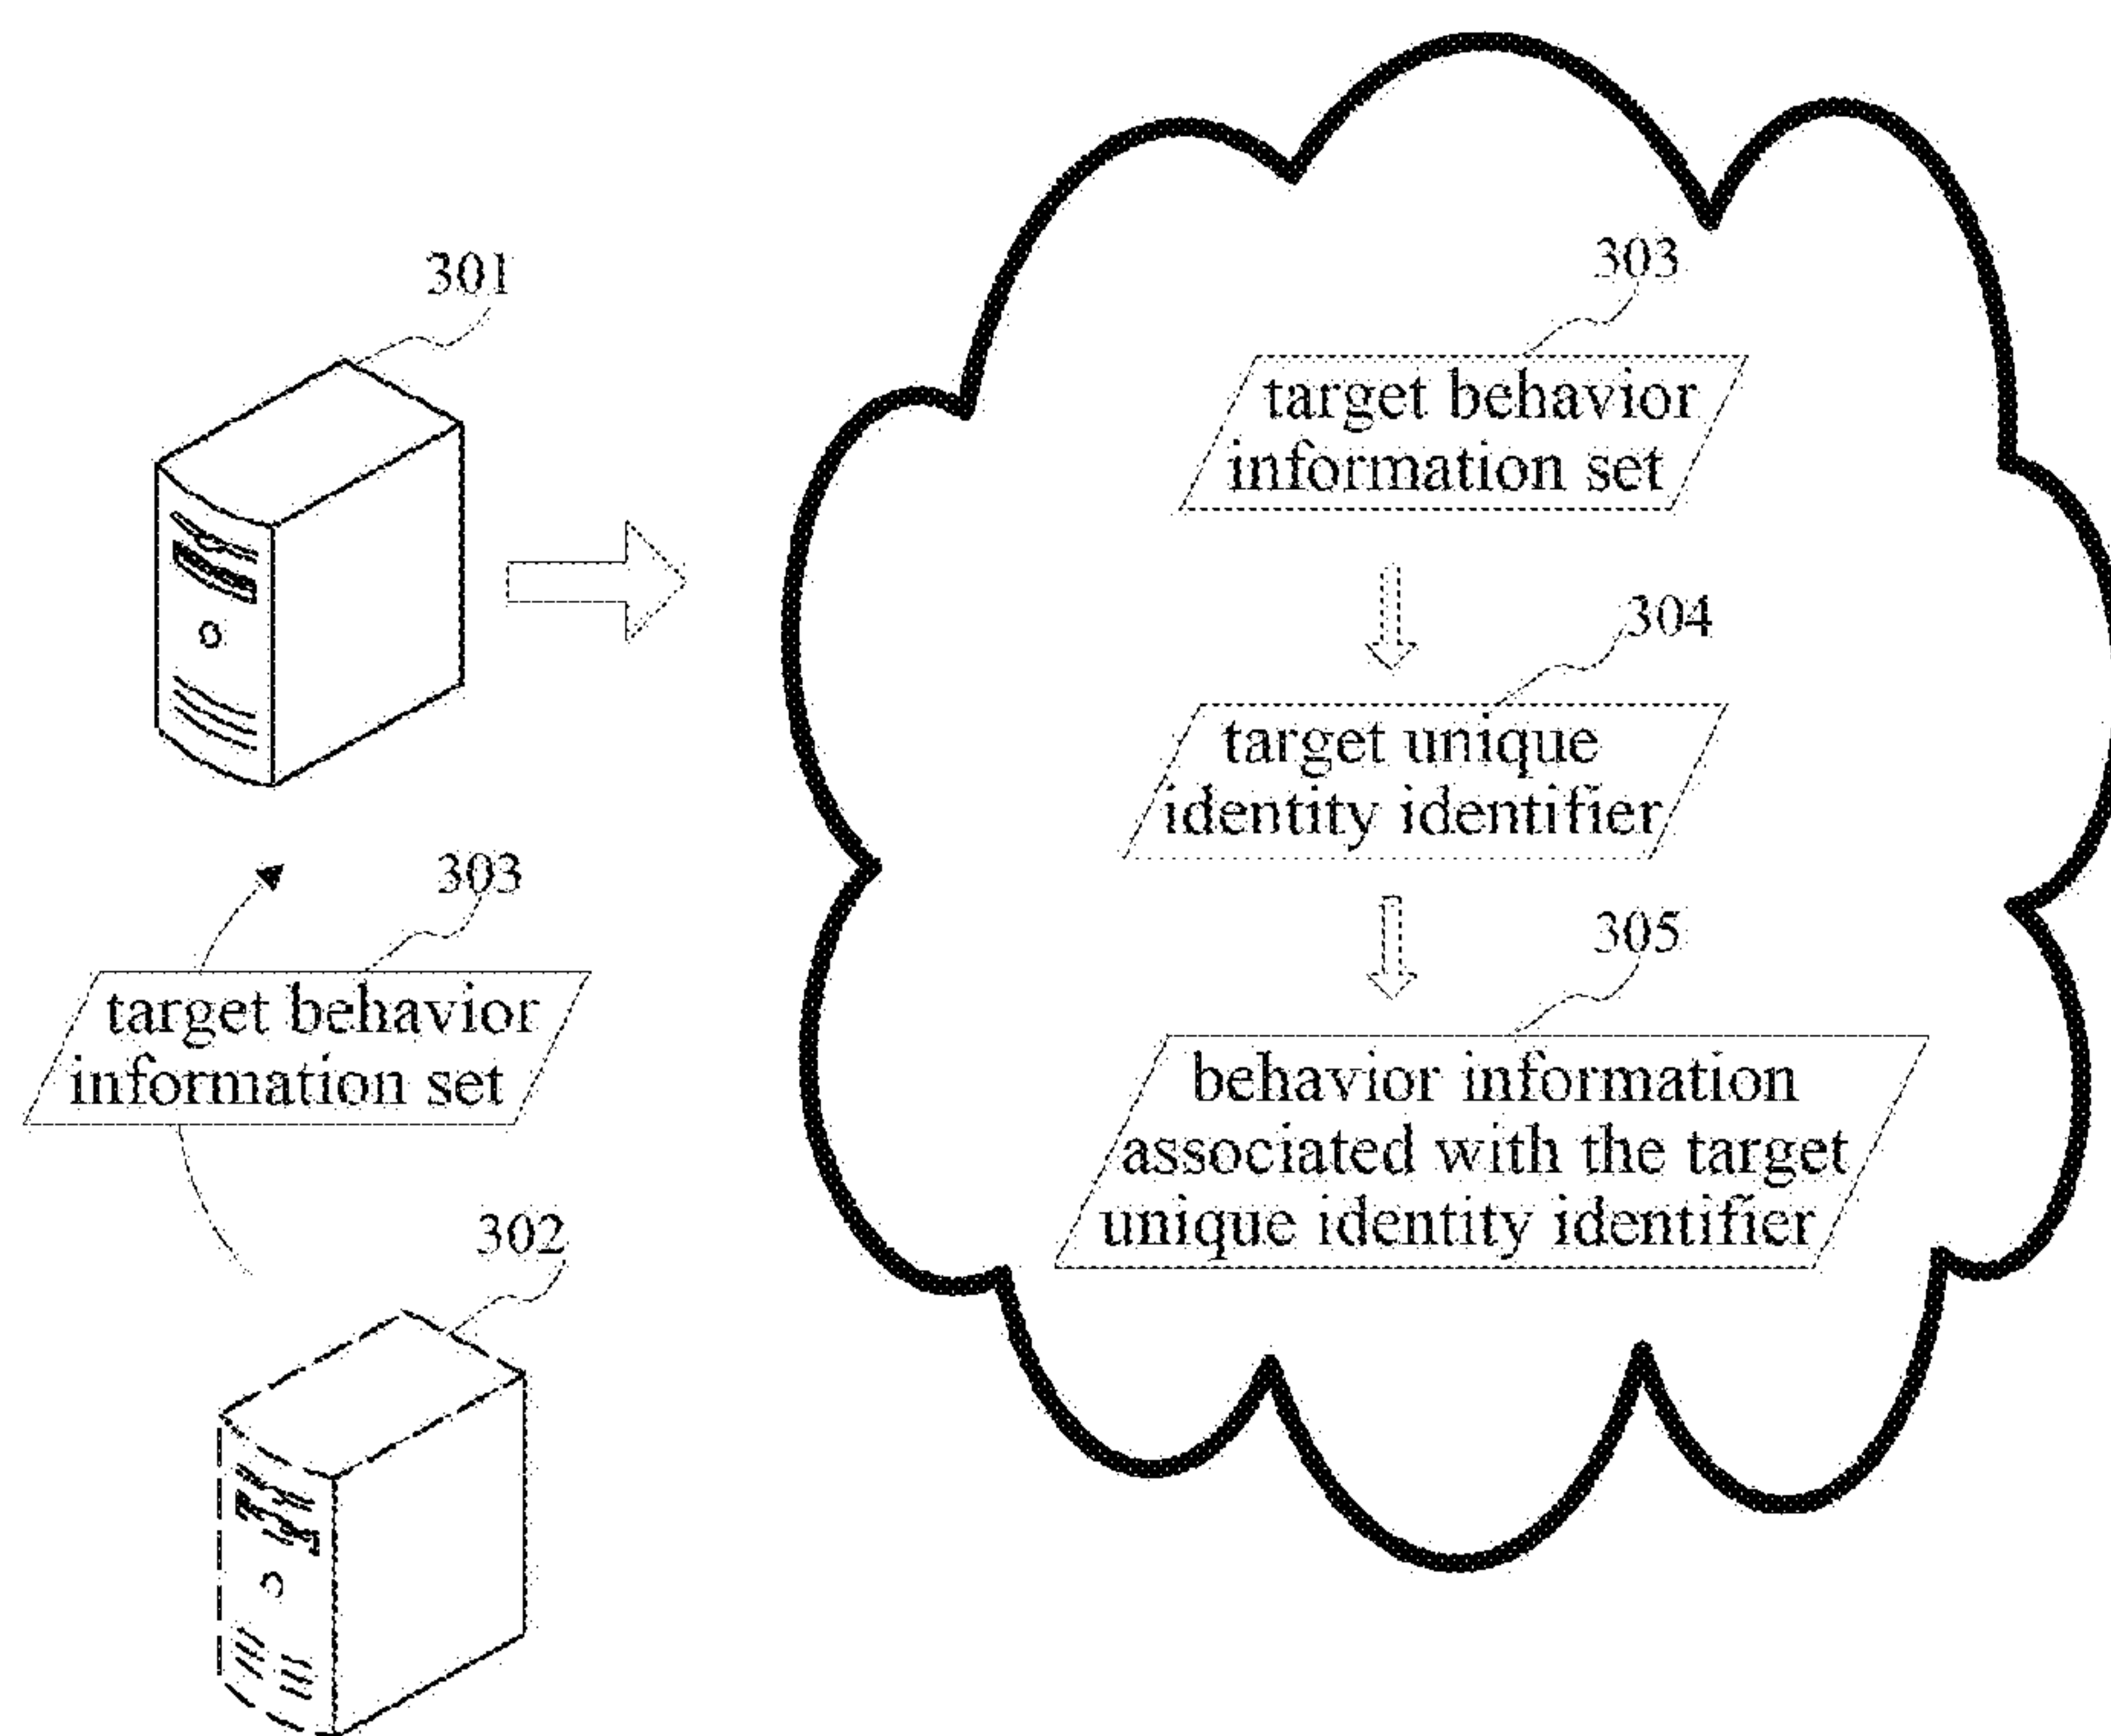 301
303
target behavior
information set
302
303
target behavior
information set
304
target unique
identity identifier
305
behavior information
associated with the target
unique identity identifier